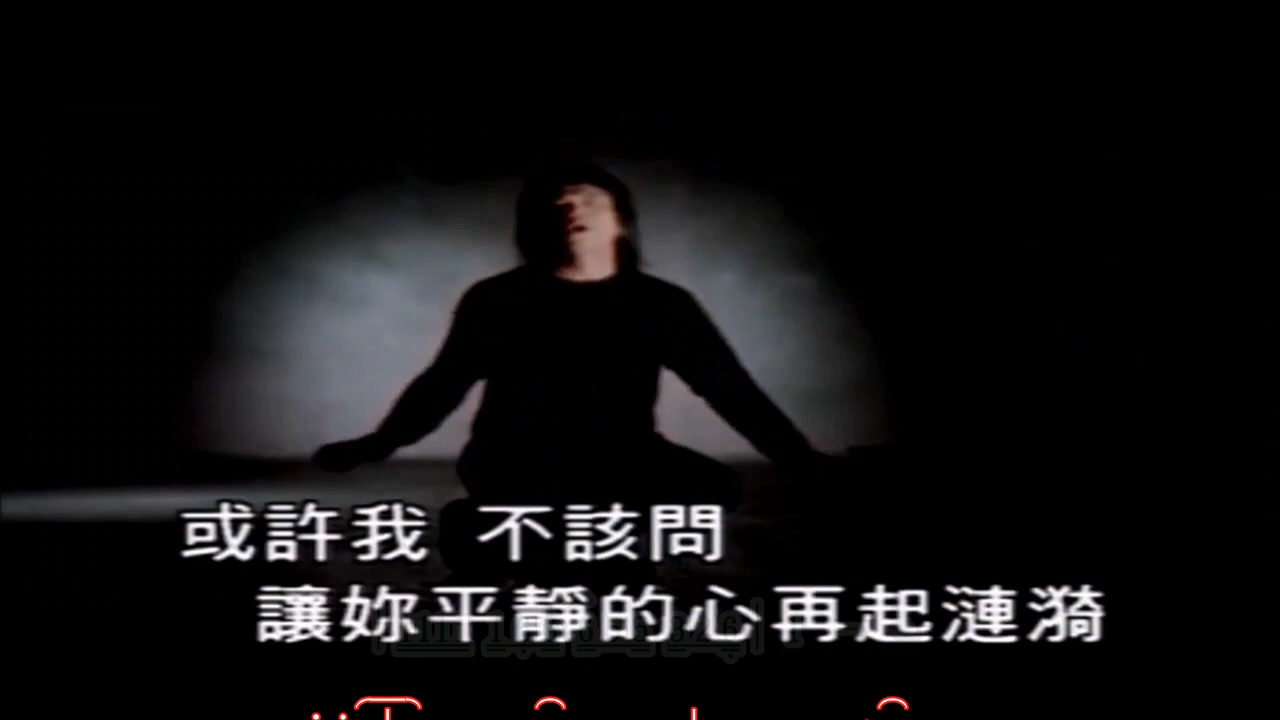 或許我 不該問
讓妳平靜的心再起漣漪